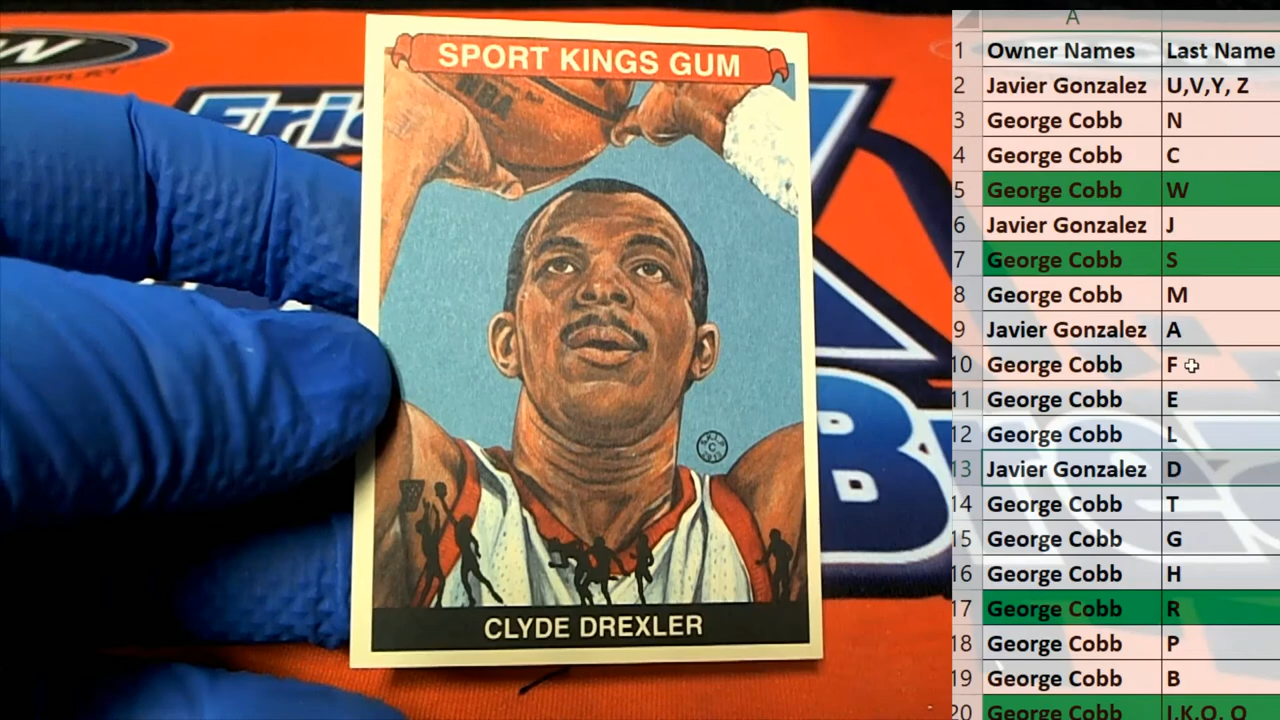 SPORT KINGS GUM
NBA
CLYDE DREXLER
A
1 Owner Names Last Name
2 Javier Gonzalez U,V,Y, Z
3 George Cobb N
4 George Cobb C
5 George Cobb W
6 Javier Gonzalez J
7 George Cobb S
8 George Cobb M
9 Javier Gonzalez A
10 George Cobb F
11 George Cobb E
12 George Cobb L
13 Javier Gonzalez D
14 George Cobb T
15 George Cobb G
16 George Cobb H
17 George Cobb R
18 George Cobb P
19 George Cobb B
20 George Cobb I,K,O, Q